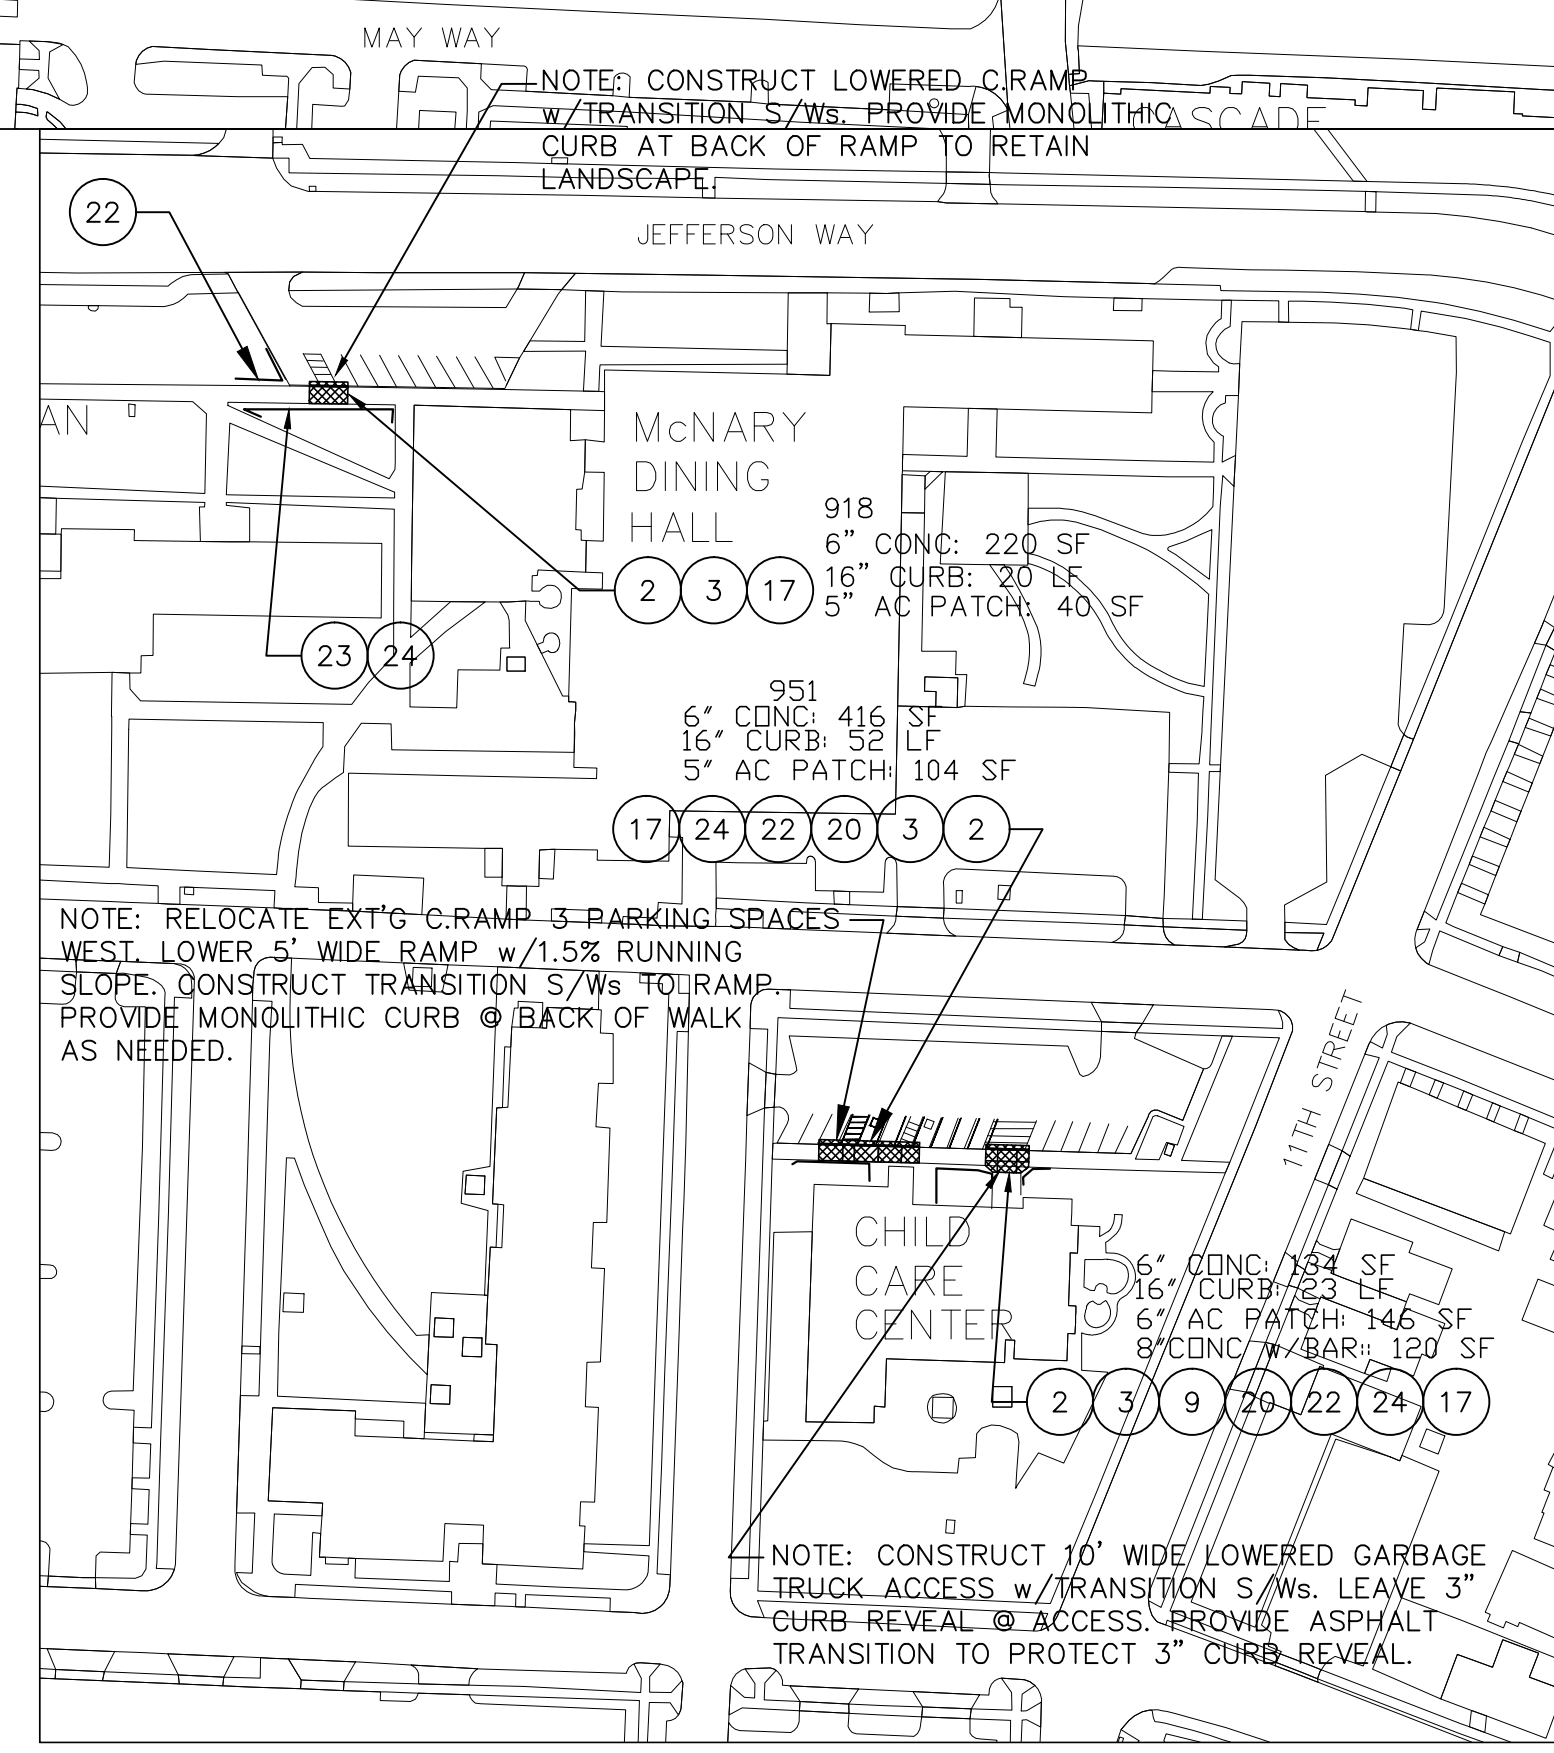 MAY WAY
NOTE: CONSTRUCT LOWERED C.RAMP
w/TRANSITION S/Ws. PROVIDE MONOLITHIC
CURB AT BACK OF RAMP TO RETAIN
LANDSCAPE.
CASCADE
22
JEFFERSON WAY
AN
McNARY
DINING
HALL
918
6” CONC: 220 SF
16” CURB: 20 LF
5” AC PATCH: 40 SF
2 3 17
23 24
951
6" CONC: 416 SF
16" CURB: 52 LF
5" AC PATCH: 104 SF
17 24 22 20 3 2
NOTE: RELOCATE EXT'G C.RAMP 3 PARKING SPACES
WEST. LOWER 5' WIDE RAMP w/1.5% RUNNING
SLOPE. CONSTRUCT TRANSITION S/Ws TO RAMP.
PROVIDE MONOLITHIC CURB @ BACK OF WALK
AS NEEDED.
11TH STREET
CHILD
CARE
CENTER
6" CONC: 134 SF
16" CURB: 23 LF
6" AC PATCH: 146 SF
8"CONC w/BAR:: 120 SF
2 3 9 20 22 24 17
NOTE: CONSTRUCT 10' WIDE LOWERED GARBAGE
TRUCK ACCESS w/TRANSITION S/Ws. LEAVE 3”
CURB REVEAL @ ACCESS. PROVIDE ASPHALT
TRANSITION TO PROTECT 3” CURB REVEAL.